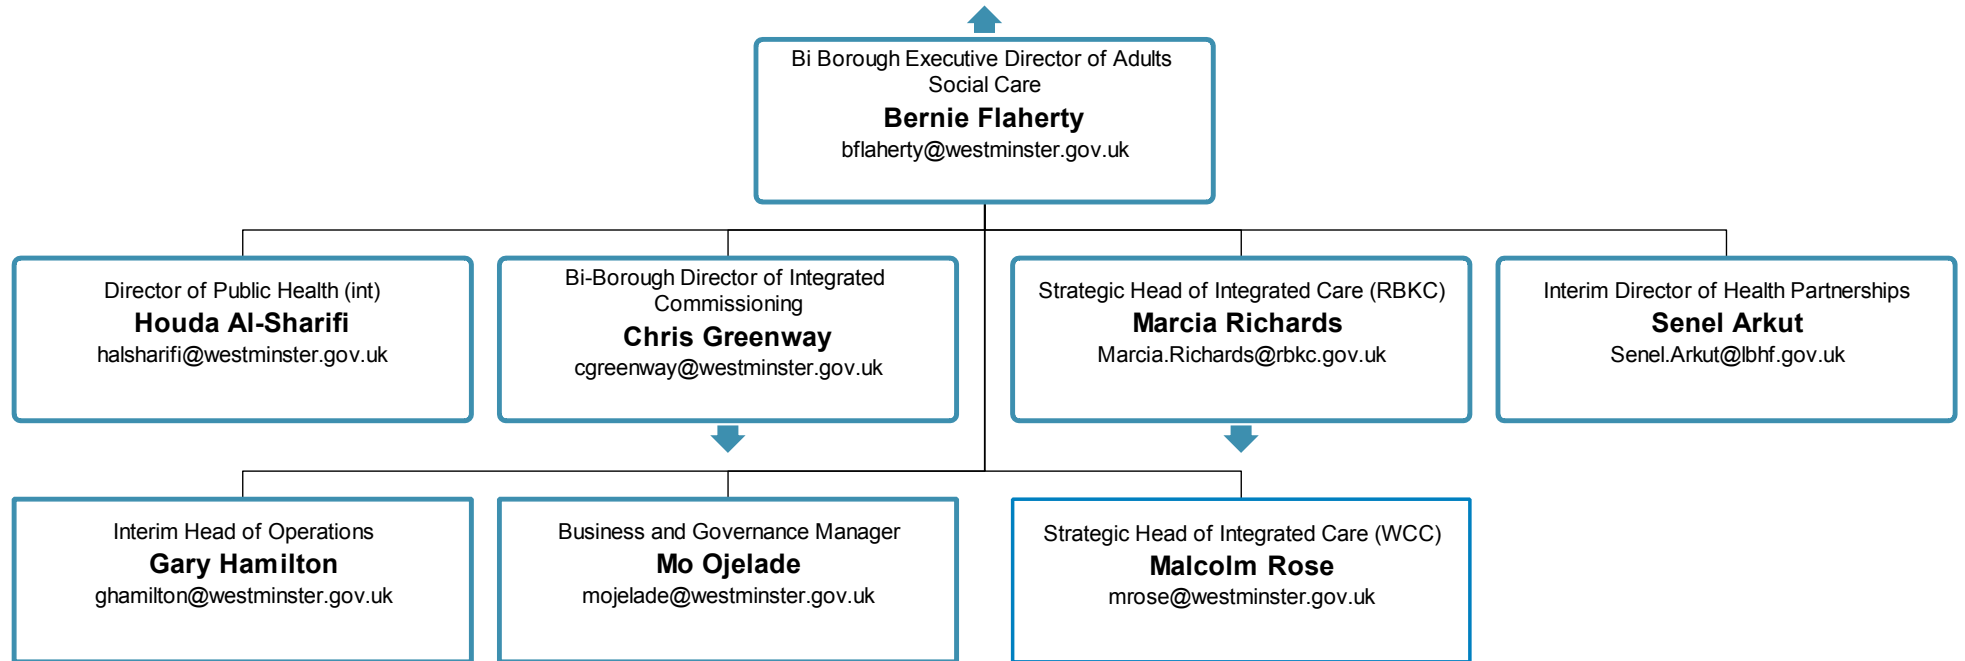 Bi Borough Executive Director of Adults
Social Care
Bernie Flaherty
bflaherty@westminster.gov.uk
Director of Public Health (int)
Houda Al-Sharifi
halsharifi@westminster.gov.uk
Bi-Borough Director of Integrated
Commissioning
Chris Greenway
cgreenway@westminster.gov.uk
Strategic Head of Integrated Care (RBKC)
Marcia Richards
Marcia.Richards@rbkc.gov.uk
Interim Director of Health Partnerships
Senel Arkut
Senel.Arkut@lbhf.gov.uk
Interim Head of Operations
Gary Hamilton
ghamilton@westminster.gov.uk
Business and Governance Manager
Mo Ojelade
mojelade@westminster.gov.uk
Strategic Head of Integrated Care (WCC)
Malcolm Rose
mrose@westminster.gov.uk